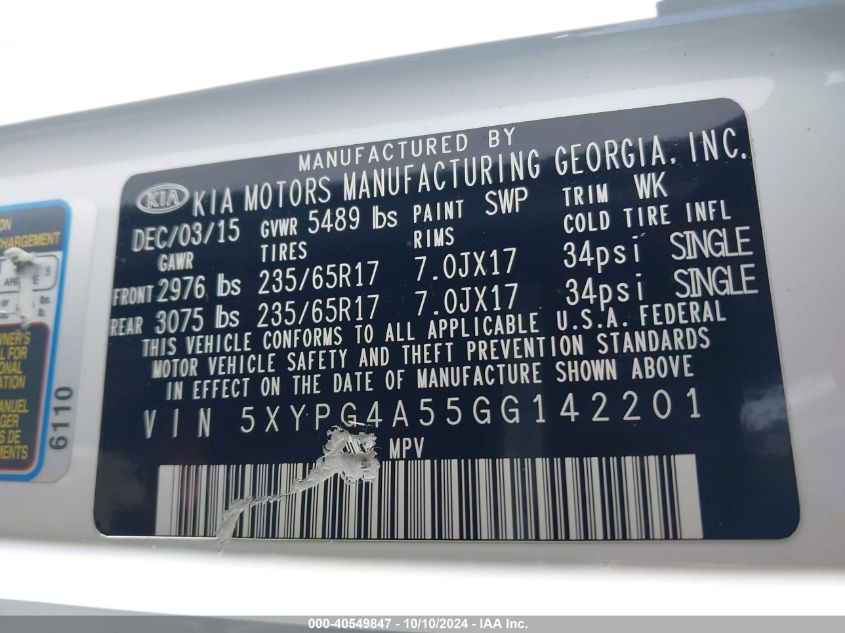 MANUFACTURED BY
KIA KIA MOTORS MANUFACTURING GEORGIA, INC.
DEC/03/15 GVWR 5489 lbs PAINT SWP TRIM WK
GAWR TIRES RIMS COLD TIRE INFL
FRONT 2976 lbs 235/65R17 7.0JX17 34psi SINGLE
REAR 3075 lbs 235/65R17 7.0JX17 34psi SINGLE
THIS VEHICLE CONFORMS TO ALL APPLICABLE U.S.A. FEDERAL
MOTOR VEHICLE SAFETY AND THEFT PREVENTION STANDARDS
IN EFFECT ON THE DATE OF MANUFACTURE SHOWN ABOVE
VIN 5XYPG4A55GG142201
MPV
6110
000-40549847 - 10/10/2024 - IAA Inc.